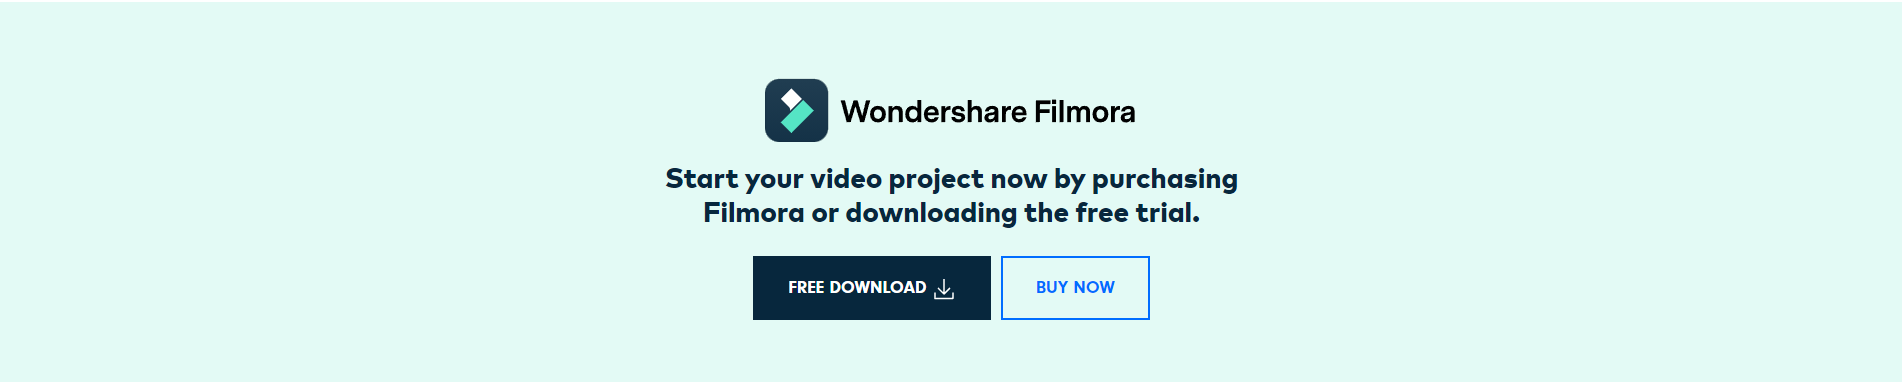 Wondershare Filmora
Start your video project now by purchasing
Filmora or downloading the free trial.
FREE DOWNLOAD
BUY NOW